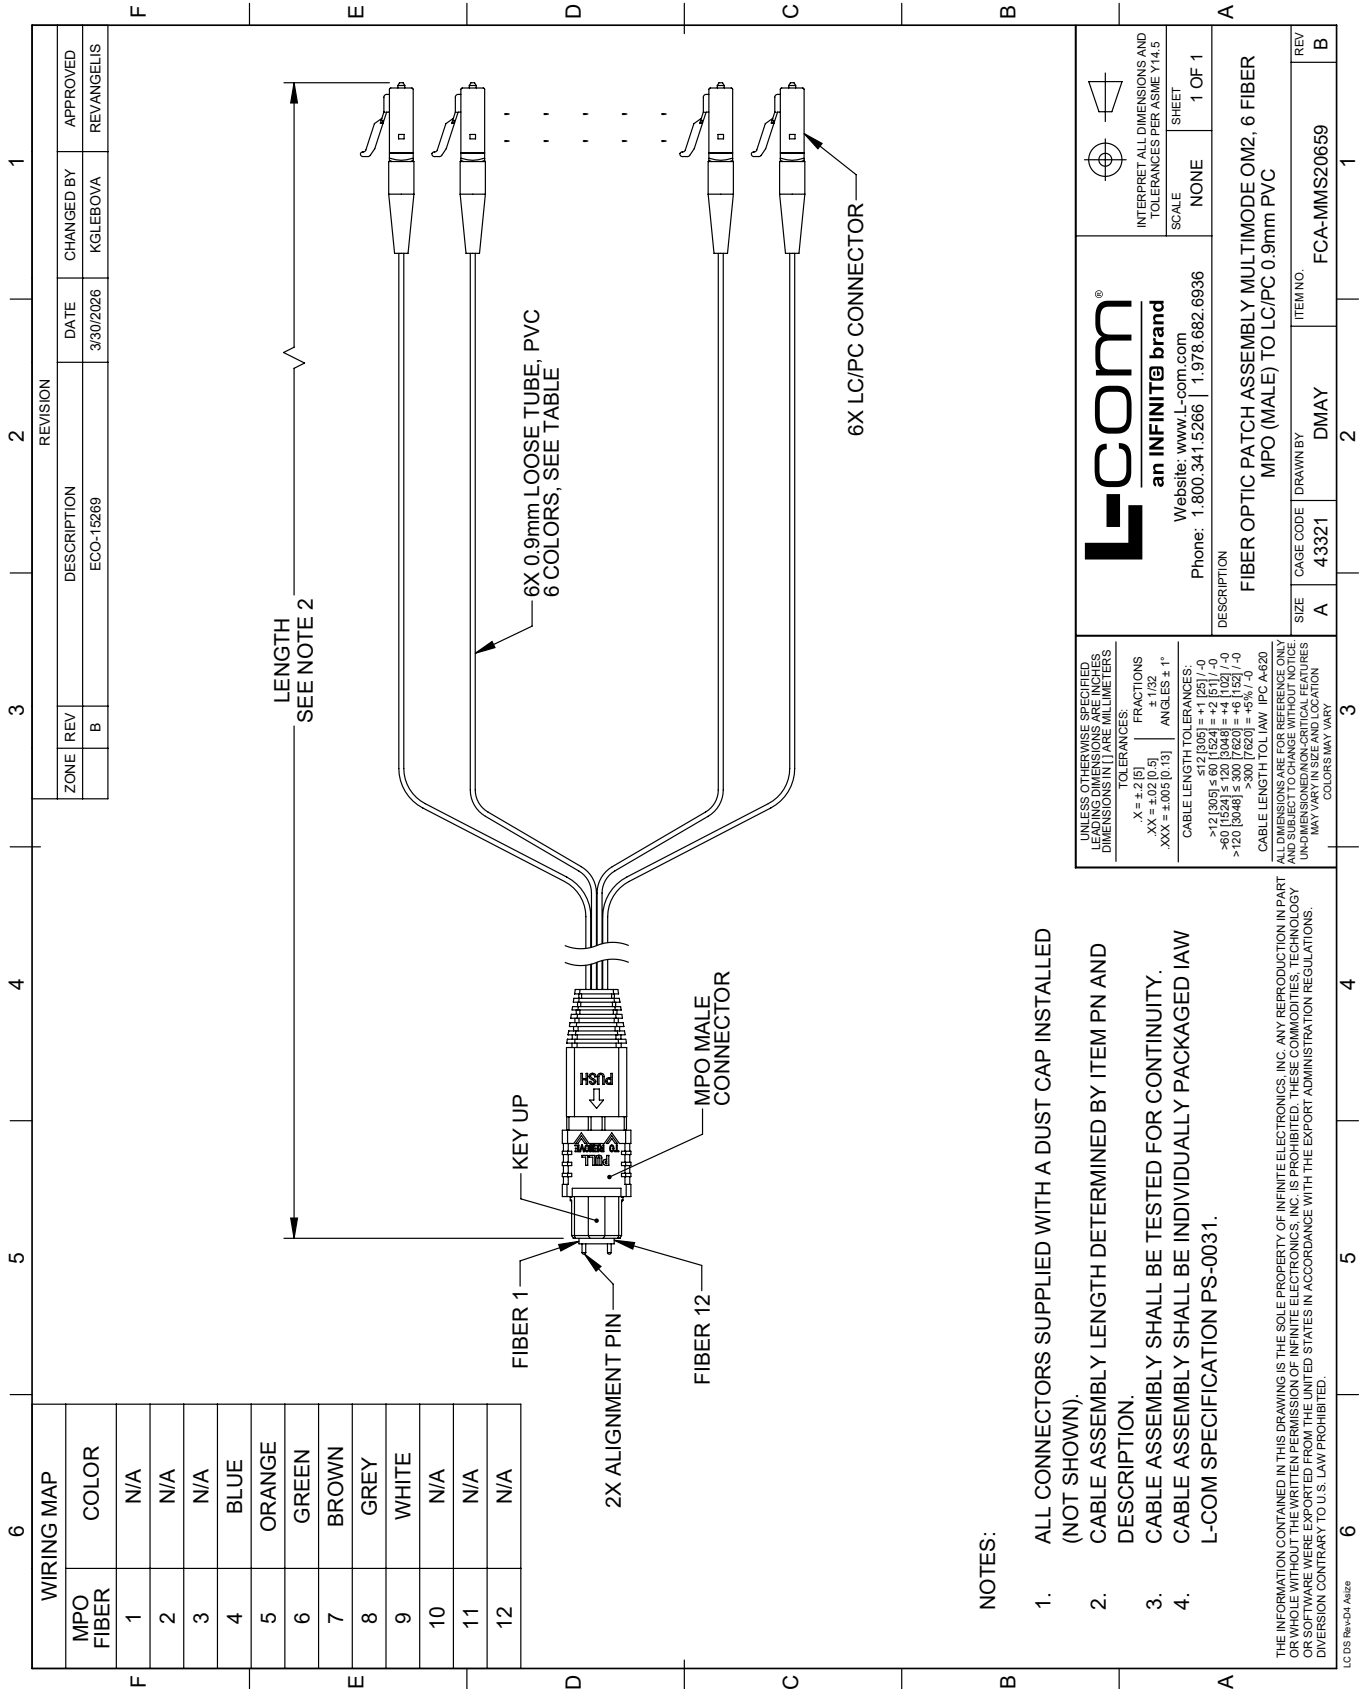 WIRING MAP
MPO FIBER COLOR
1 N/A
2 N/A
3 N/A
4 BLUE
5 ORANGE
6 GREEN
7 BROWN
8 GREY
9 WHITE
10 N/A
11 N/A
12 N/A
REVISION
ZONE REV DESCRIPTION DATE CHANGED BY APPROVED
B ECO-15269 3/30/2026 KGLEBOVA REVANGELIS
6 5 4 3 2 1
F F
E E
D D
C C
B B
A A
LENGTH
SEE NOTE 2
FIBER 1
KEY UP
2X ALIGNMENT PIN
FIBER 12
PULL
TO REMOVE
PUSH
MPO MALE
CONNECTOR
6X 0.9mm LOOSE TUBE, PVC
6 COLORS, SEE TABLE
6X LC/PC CONNECTOR
NOTES:
1. ALL CONNECTORS SUPPLIED WITH A DUST CAP INSTALLED
(NOT SHOWN).
2. CABLE ASSEMBLY LENGTH DETERMINED BY ITEM PN AND
DESCRIPTION.
3. CABLE ASSEMBLY SHALL BE TESTED FOR CONTINUITY.
4. CABLE ASSEMBLY SHALL BE INDIVIDUALLY PACKAGED IAW
L-COM SPECIFICATION PS-0031.
THE INFORMATION CONTAINED IN THIS DRAWING IS THE SOLE PROPERTY OF INFINITE ELECTRONICS, INC. ANY REPRODUCTION IN PART
OR WHOLE WITHOUT THE WRITTEN PERMISSION OF INFINITE ELECTRONICS, INC. IS PROHIBITED. THESE COMMODITIES, TECHNOLOGY
OR SOFTWARE WERE EXPORTED FROM THE UNITED STATES IN ACCORDANCE WITH THE EXPORT ADMINISTRATION REGULATIONS.
DIVERSION CONTRARY TO U.S. LAW PROHIBITED.
UNLESS OTHERWISE SPECIFIED
LEADING DIMENSIONS ARE INCHES
DIMENSIONS IN [ ] ARE MILLIMETERS
TOLERANCES:
.X = ±.2 [5] FRACTIONS
.XX = ±.02 [0.5] ± 1/32
.XXX = ±.005 [0.13] ANGLES ± 1°
CABLE LENGTH TOLERANCES:
≤12 [305] = +1 [25] / -0
>12 [305] ≤ 60 [1524] = +2 [51] / -0
>60 [1524] ≤ 120 [3048] = +4 [102] / -0
>120 [3048] ≤ 300 [7620] = +6 [152] / -0
>300 [7620] = +5% / -0
CABLE LENGTH TOL IAW IPC A-620
ALL DIMENSIONS ARE FOR REFERENCE ONLY
AND SUBJECT TO CHANGE WITHOUT NOTICE.
UN-DIMENSIONED/NON-CRITICAL FEATURES
MAY VARY IN SIZE AND LOCATION
COLORS MAY VARY
L-com®
an INFINITE brand
Website: www.L-com.com
Phone: 1.800.341.5266 | 1.978.682.6936
INTERPRET ALL DIMENSIONS AND
TOLERANCES PER ASME Y14.5
SCALE NONE SHEET 1 OF 1
DESCRIPTION
FIBER OPTIC PATCH ASSEMBLY MULTIMODE OM2, 6 FIBER
MPO (MALE) TO LC/PC 0.9mm PVC
SIZE A CAGE CODE 43321 DRAWN BY DMAY ITEM NO. FCA-MMS20659 REV B
6 5 4 3 2 1
LC DS Rev-D4 Asize